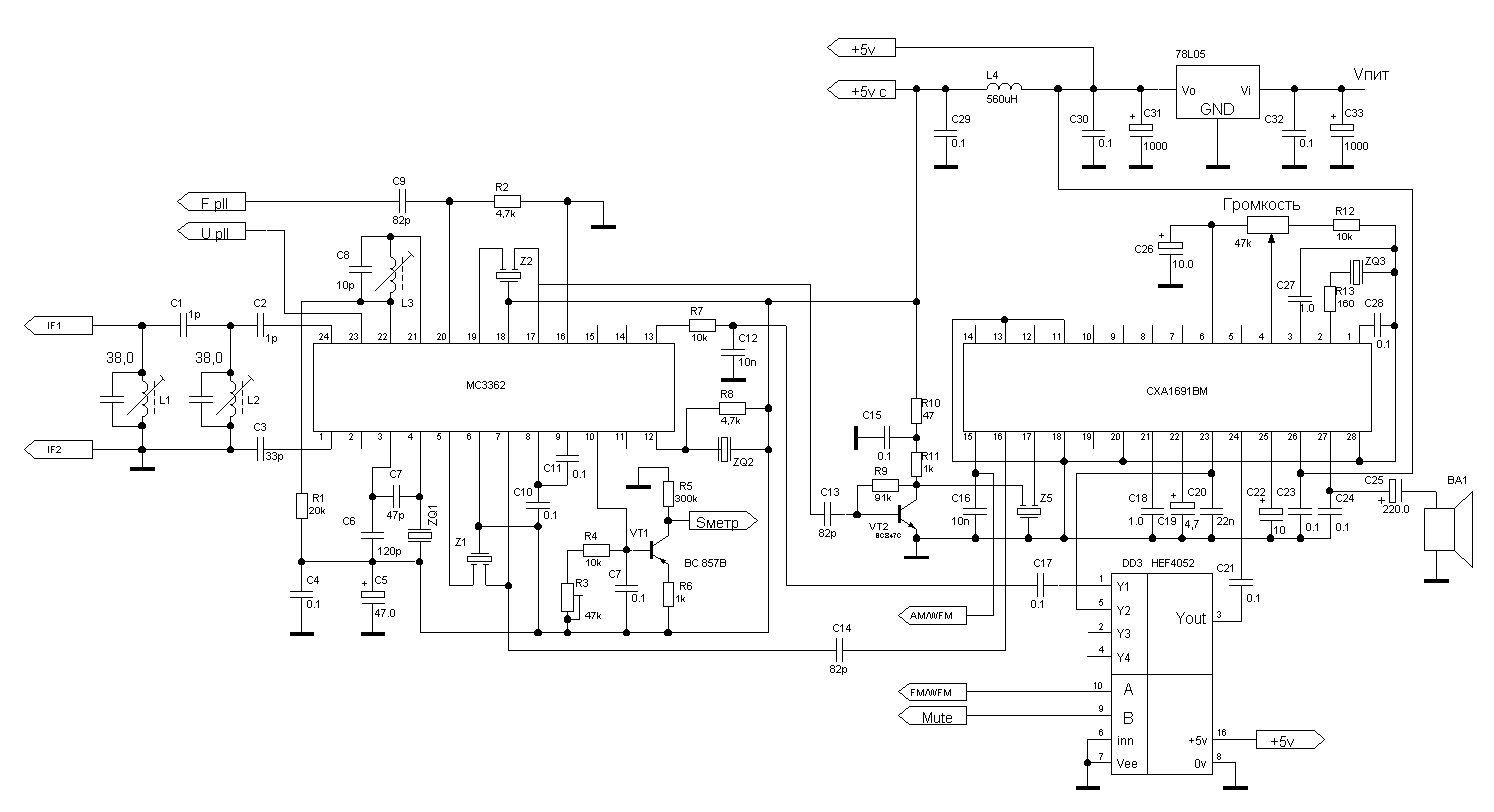 +5v
78L05
+5v c
L4
560uH
Vo
Vi
GND
Vпит
C29
0.1
C30
0.1
C31
+
1000
C32
0.1
C33
+
1000
F pll
C9
82p
R2
4,7k
U pll
Громкость
47k
R12
10k
C26
+
10.0
C8
10p
L3
Z2
C27
1.0
R13
160
ZQ3
C28
0.1
IF1
C1
1p
C2
1p
R7
10k
C12
10n
24 23 22 21 20 19 18 17 16 15 14 13
MC3362
1 2 3 4 5 6 7 8 9 10 11 12
14 13 12 11 10 9 8 7 6 5 4 3 2 1
CXA1691BM
15 16 17 18 19 20 21 22 23 24 25 26 27 28
38,0
38,0
L1
L2
IF2
C3
33p
R8
4,7k
ZQ2
C15
0.1
R10
47
R11
1k
R9
91k
C13
82p
VT2
BC847C
R1
20k
C7
47p
C6
120p
ZQ1
C4
0.1
C5
+
47.0
Z1
C11
0.1
C10
0.1
R5
300k
Sметр
VT1
BC 857B
R4
10k
R3
47k
C7
0.1
R6
1k
C16
10n
Z5
C18
1.0
C19
+
4,7
C20
22n
C22
+
10
C23
0.1
C24
0.1
C25
+
220.0
BA1
C14
82p
C17
0.1
C21
0.1
DD3 HEF4052
1 Y1
5 Y2
2 Y3
4 Y4
Yout 3
AM/WFM
FM/WFM
10 A
Mute
9 B
6 inn
7 Vee
+5v 16
+5v
0v 8